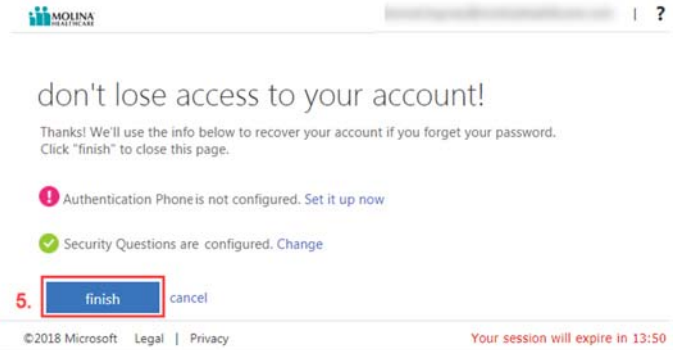 MOLINA
HEALTHCARE
| ?
don't lose access to your account!
Thanks! We'll use the info below to recover your account if you forget your password.
Click "finish" to close this page.
! Authentication Phone is not configured. Set it up now
Security Questions are configured. Change
5. finish cancel
©2018 Microsoft Legal | Privacy Your session will expire in 13:50